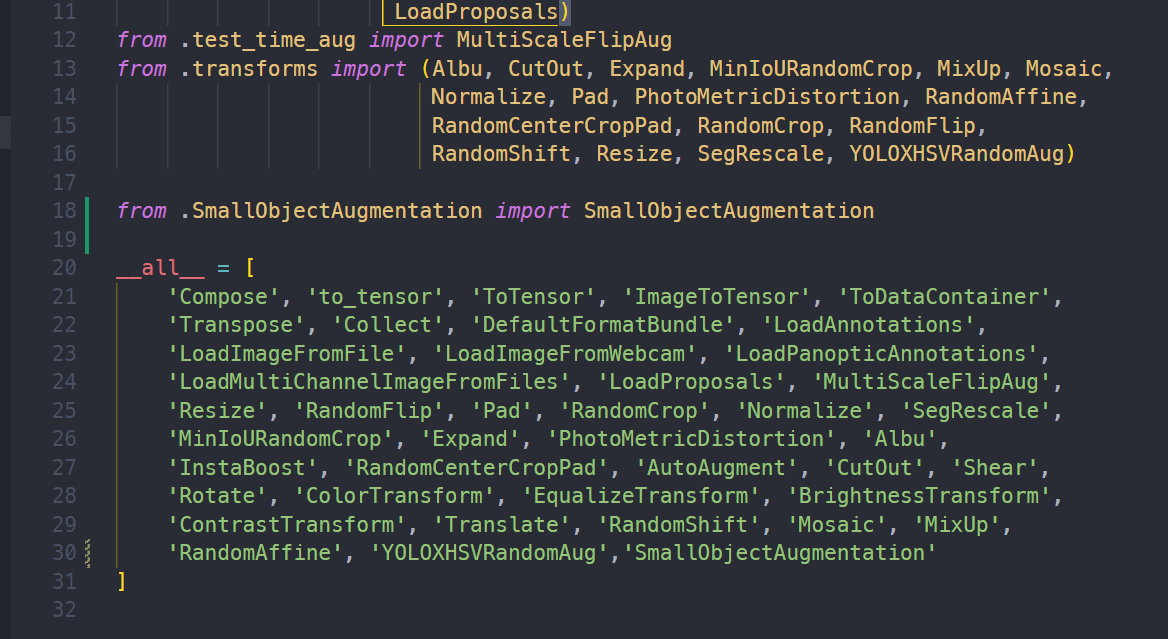 11 LoadProposals)
12 from .test_time_aug import MultiScaleFlipAug
13 from .transforms import (Albu, CutOut, Expand, MinIoURandomCrop, MixUp, Mosaic,
14 Normalize, Pad, PhotoMetricDistortion, RandomAffine,
15 RandomCenterCropPad, RandomCrop, RandomFlip,
16 RandomShift, Resize, SegRescale, YOLOXHSVRandomAug)
17
18 from .SmallObjectAugmentation import SmallObjectAugmentation
19
20 __all__ = [
21 'Compose', 'to_tensor', 'ToTensor', 'ImageToTensor', 'ToDataContainer',
22 'Transpose', 'Collect', 'DefaultFormatBundle', 'LoadAnnotations',
23 'LoadImageFromFile', 'LoadImageFromWebcam', 'LoadPanopticAnnotations',
24 'LoadMultiChannelImageFromFiles', 'LoadProposals', 'MultiScaleFlipAug',
25 'Resize', 'RandomFlip', 'Pad', 'RandomCrop', 'Normalize', 'SegRescale',
26 'MinIoURandomCrop', 'Expand', 'PhotoMetricDistortion', 'Albu',
27 'InstaBoost', 'RandomCenterCropPad', 'AutoAugment', 'CutOut', 'Shear',
28 'Rotate', 'ColorTransform', 'EqualizeTransform', 'BrightnessTransform',
29 'ContrastTransform', 'Translate', 'RandomShift', 'Mosaic', 'MixUp',
30 'RandomAffine', 'YOLOXHSVRandomAug','SmallObjectAugmentation'
31 ]
32